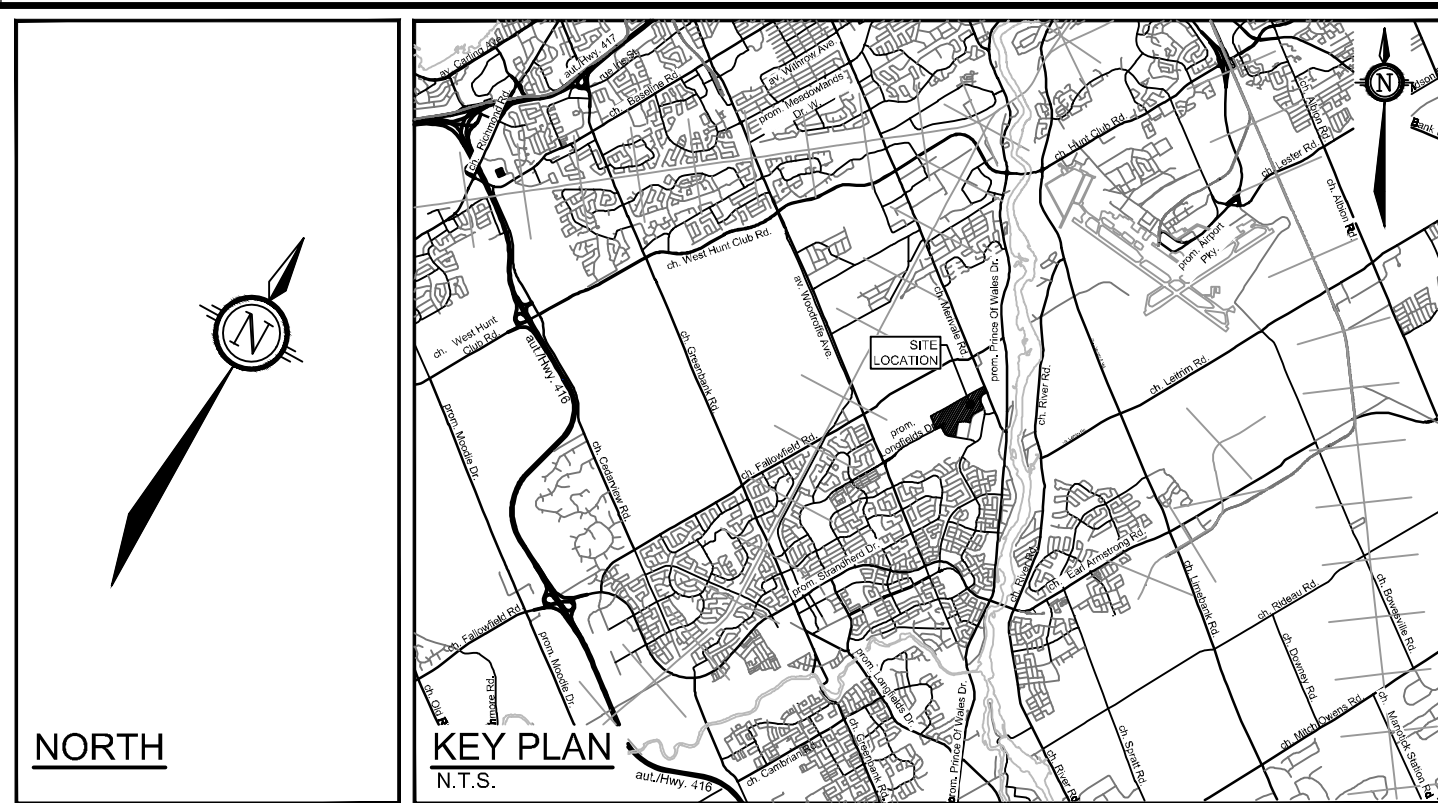 N
NORTH
av. Carling Ave.
aut./Hwy. 417
ch. Richmond Rd.
ch. Baseline Rd.
av. Withrow Ave.
prom. Meadowlands
Dr. W.
ch. Hunt Club Rd.
ch. Albion Rd.
N
Bank
ch. Lester Rd.
ch. Albion Rd.
prom. Airport
Pky.
ch. West Hunt Club Rd.
ch. West Hunt
Club Rd.
aut./Hwy. 416
ch. Greenbank Rd.
av. Woodroffe Ave.
ch. Merivale Rd.
prom. Prince Of Wales Dr.
SITE
LOCATION
ch. River Rd.
ch. Leitrim Rd.
prom. Moodie Dr.
ch. Cedarview Rd.
ch. Fallowfield Rd.
prom.
Longfields Dr.
prom. Strandherd Dr.
ch. River Rd.
ch. Earl Armstrong Rd.
ch. Limebank Rd.
ch. Rideau Rd.
ch. Bowesville Rd.
ch. Fallowfield Rd.
prom. Moodie Dr.
prom. Longfields Dr.
ch. Downey Rd.
ch. Mitch Owens Rd.
ch. Manotick Station Rd.
ch. Old
hmore Rd.
ch. Greenbank Rd.
prom. Prince Of Wales Dr.
ch. Spratt Rd.
ch. River Rd.
ch. Cambrian Rd.
aut./Hwy. 416
KEY PLAN
N.T.S.